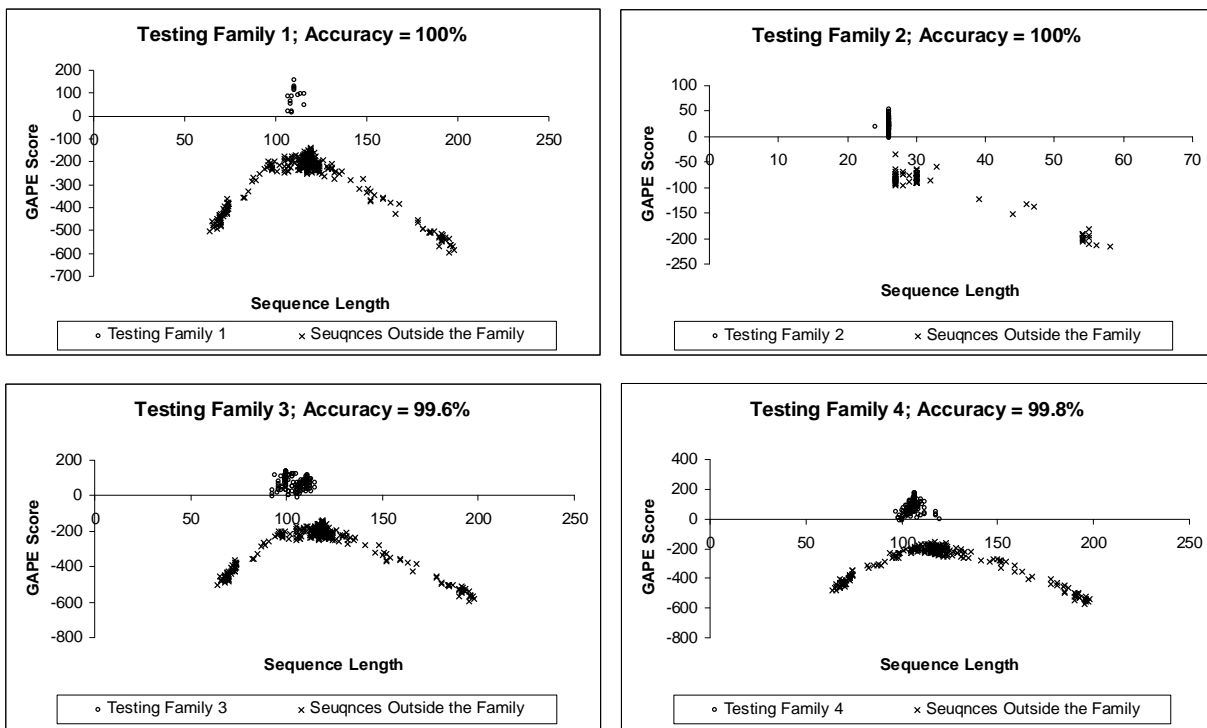 Testing Family 1; Accuracy = 100%
200
100
0
-100
-200
-300
-400
-500
-600
-700
0 50 100 150 200 250
GAPE Score
Sequence Length
Testing Family 1 Seuqnces Outside the Family
Testing Family 2; Accuracy = 100%
100
50
0
-50
-100
-150
-200
-250
0 10 20 30 40 50 60 70
GAPE Score
Sequence Length
Testing Family 2 Seuqnces Outside the Family
Testing Family 3; Accuracy = 99.6%
200
0
-200
-400
-600
-800
0 50 100 150 200 250
GAPE Score
Sequence Length
Testing Family 3 Seuqnces Outside the Family
Testing Family 4; Accuracy = 99.8%
400
200
0
-200
-400
-600
-800
0 50 100 150 200 250
GAPE Score
Sequence Length
Testing Family 4 Seuqnces Outside the Family